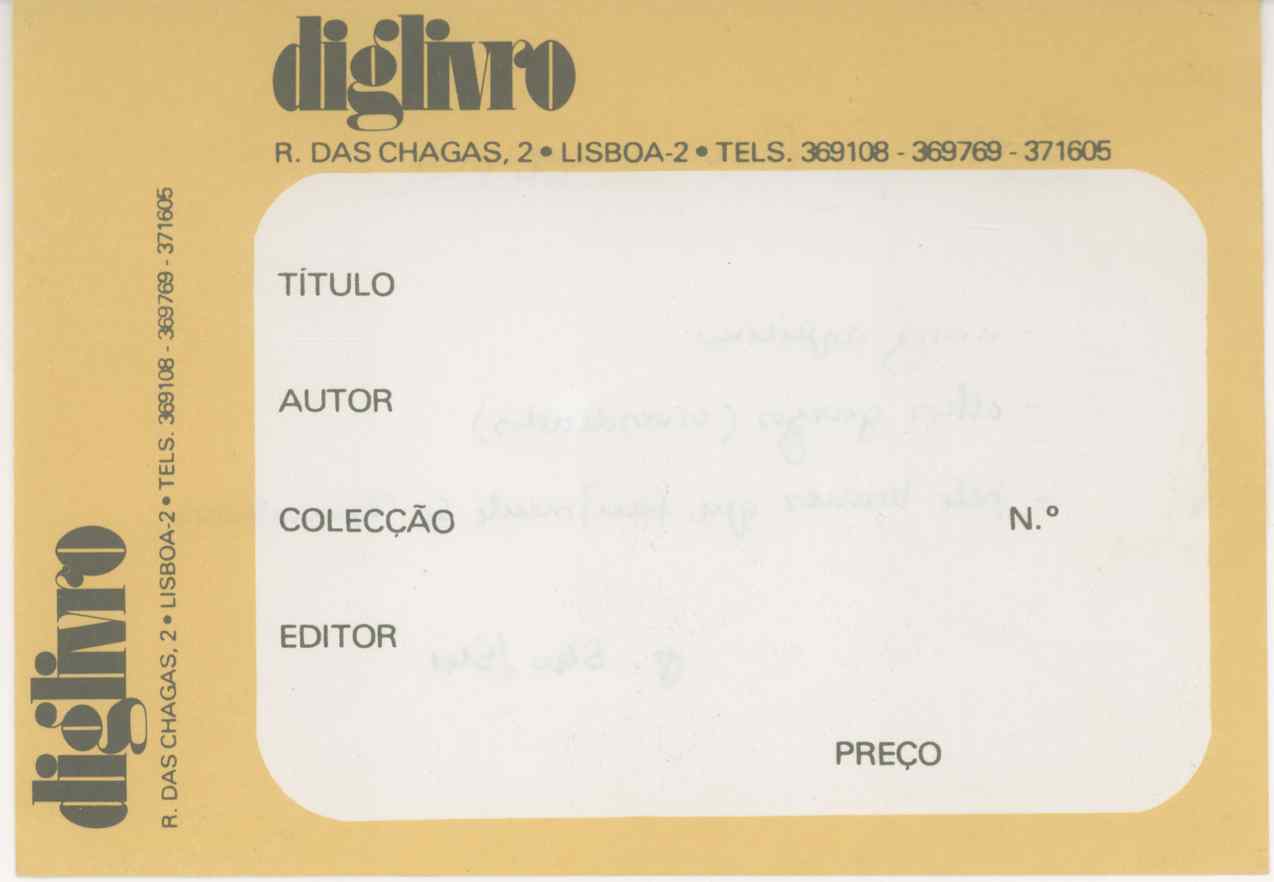 diglivro
R. DAS CHAGAS, 2 • LISBOA-2 • TELS. 369108 - 369769 - 371605
TÍTULO
AUTOR
COLECÇÃO N.º
EDITOR
PREÇO
diglivro
R. DAS CHAGAS, 2 • LISBOA-2 • TELS. 369108 - 369769 - 371605